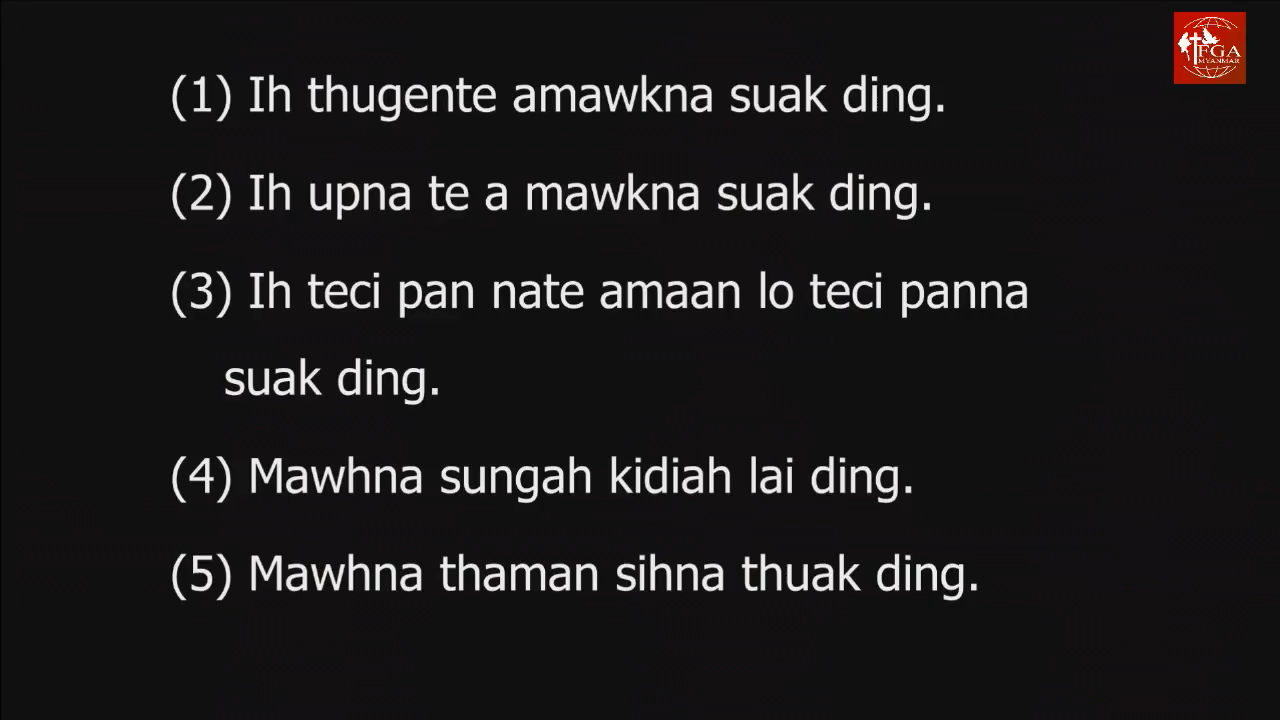 FGA
MYANMAR
(1) Ih thugente amawkna suak ding.
(2) Ih upna te a mawkna suak ding.
(3) Ih teci pan nate amaan lo teci panna
suak ding.
(4) Mawhna sungah kidiah lai ding.
(5) Mawhna thaman sihna thuak ding.